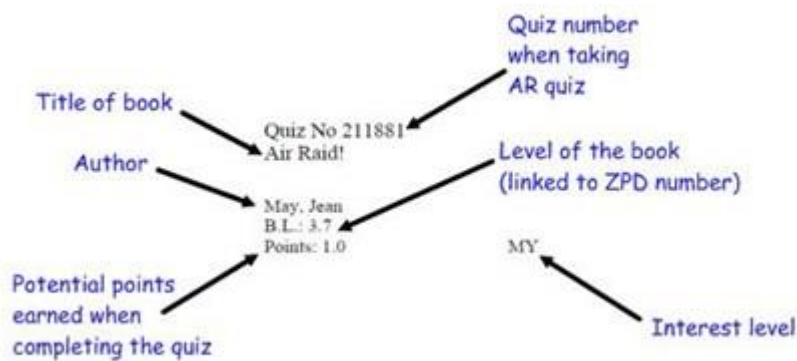 Quiz number
when taking
AR quiz
Title of book
Quiz No 211881
Air Raid!
Author
Level of the book
(linked to ZPD number)
May, Jean
B.L.: 3.7
Points: 1.0
MY
Potential points
earned when
completing the quiz
Interest level